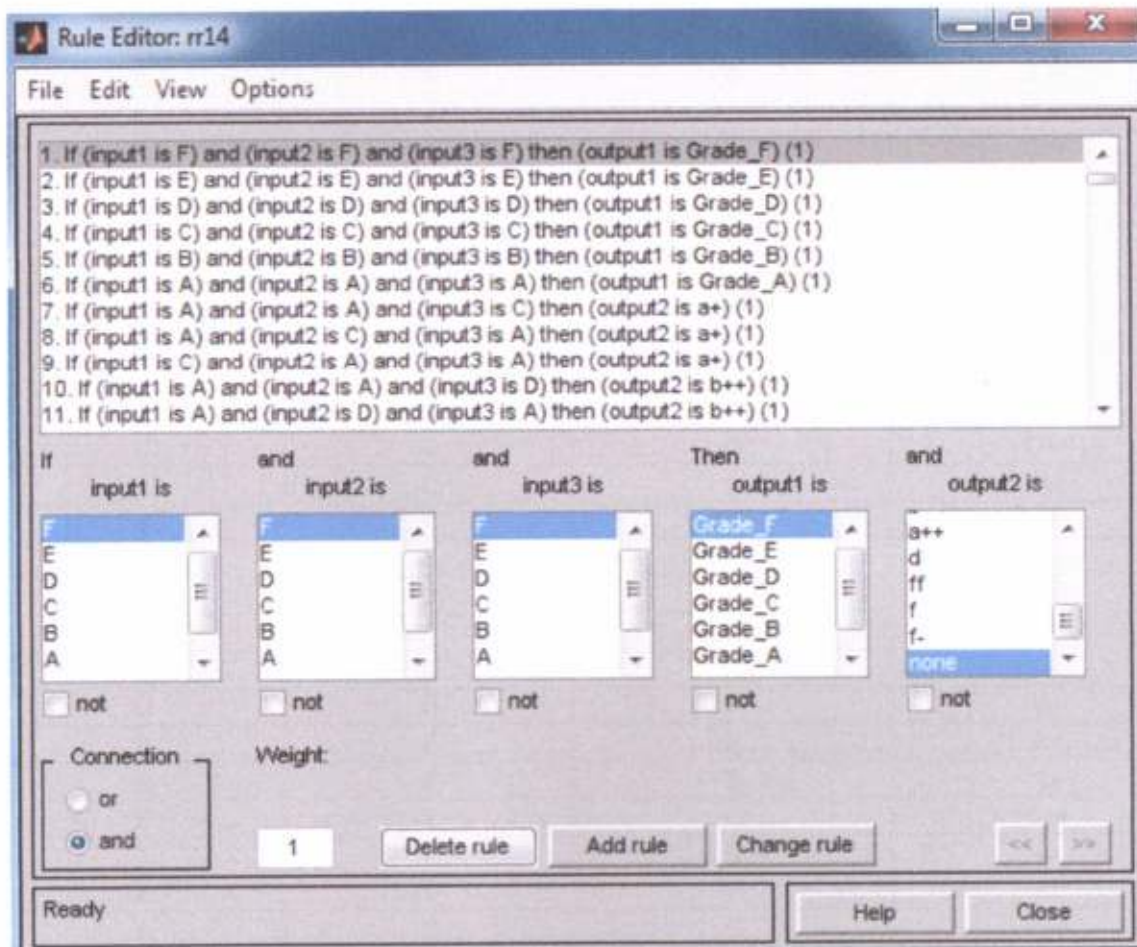 Rule Editor: rr14
File Edit View Options
1. If (input1 is F) and (input2 is F) and (input3 is F) then (output1 is Grade_F) (1)
2. If (input1 is E) and (input2 is E) and (input3 is E) then (output1 is Grade_E) (1)
3. If (input1 is D) and (input2 is D) and (input3 is D) then (output1 is Grade_D) (1)
4. If (input1 is C) and (input2 is C) and (input3 is C) then (output1 is Grade_C) (1)
5. If (input1 is B) and (input2 is B) and (input3 is B) then (output1 is Grade_B) (1)
6. If (input1 is A) and (input2 is A) and (input3 is A) then (output1 is Grade_A) (1)
7. If (input1 is A) and (input2 is A) and (input3 is C) then (output2 is a+) (1)
8. If (input1 is A) and (input2 is C) and (input3 is A) then (output2 is a+) (1)
9. If (input1 is C) and (input2 is A) and (input3 is A) then (output2 is a+) (1)
10. If (input1 is A) and (input2 is A) and (input3 is D) then (output2 is b++) (1)
11. If (input1 is A) and (input2 is D) and (input3 is A) then (output2 is b++) (1)
If and and Then and
input1 is input2 is input3 is output1 is output2 is
F F F Grade_F a++
E E E Grade_E d
D D D Grade_D ff
C C C Grade_C f
B B B Grade_B f-
A A A Grade_A none
not not not not not
Connection Weight:
or
and 1 Delete rule Add rule Change rule << >>
Ready Help Close